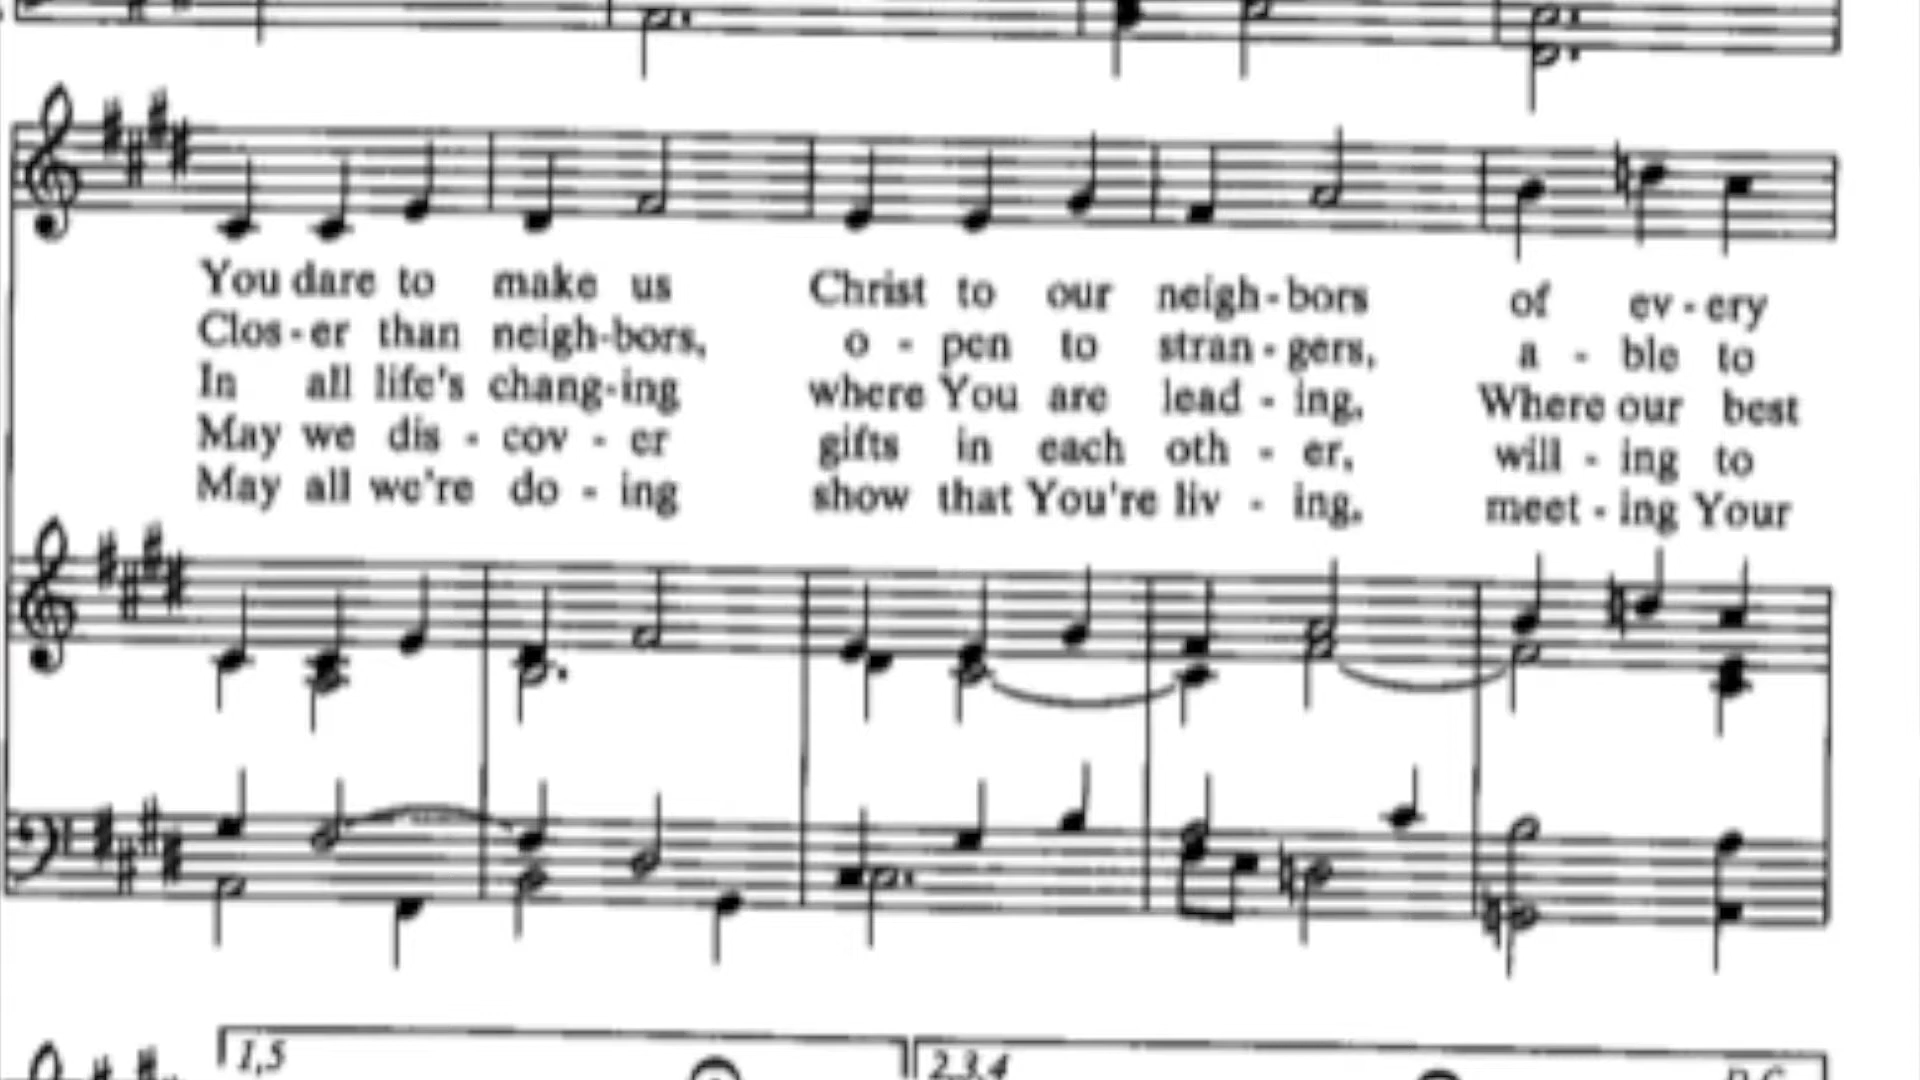 You dare to make us Christ to our neigh-bors of ev-ery
Clos-er than neigh-bors, o-pen to stran-gers, a-ble to
In all life's chang-ing where You are lead-ing, Where our best
May we dis-cov-er gifts in each oth-er, will-ing to
May all we're do-ing show that You're liv-ing, meet-ing Your
1,5 2,3,4 D.C.